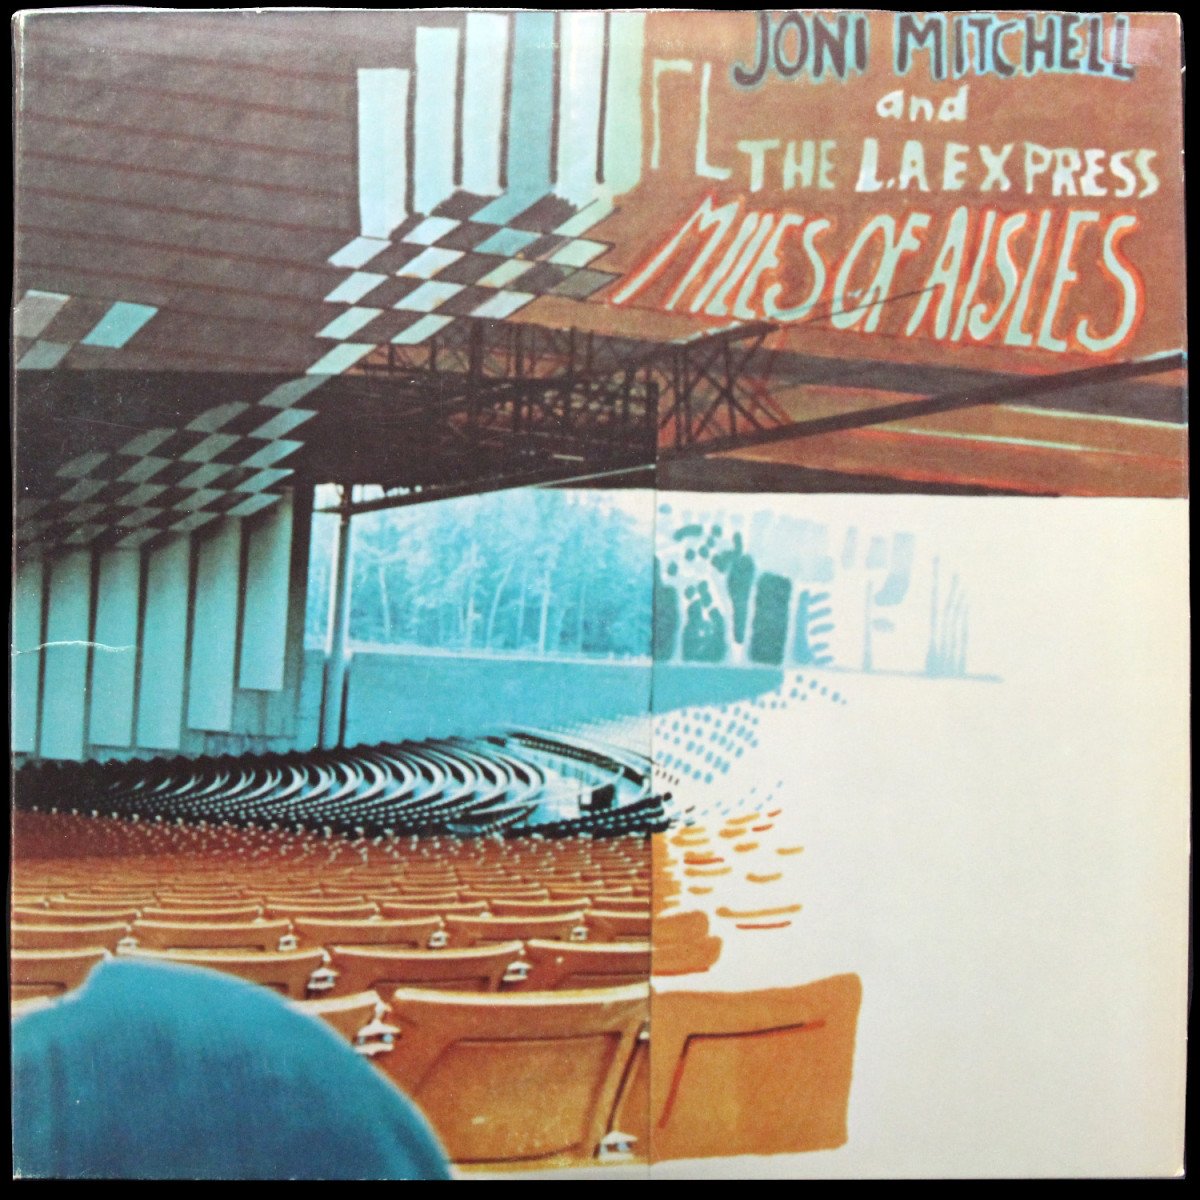 JONI MITCHELL
and
THE L.A EXPRESS
MILES OF AISLES